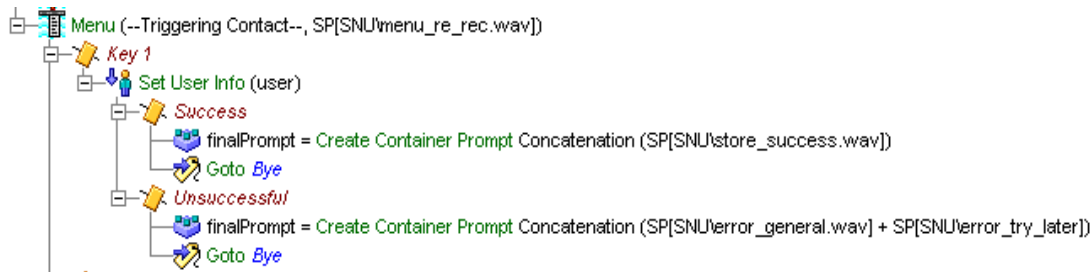 Menu (--Triggering Contact--, SP[SNU\menu_re_rec.wav])
Key 1
Set User Info (user)
Success
finalPrompt = Create Container Prompt Concatenation (SP[SNU\store_success.wav])
Goto Bye
Unsuccessful
finalPrompt = Create Container Prompt Concatenation (SP[SNU\error_general.wav] + SP[SNU\error_try_later])
Goto Bye